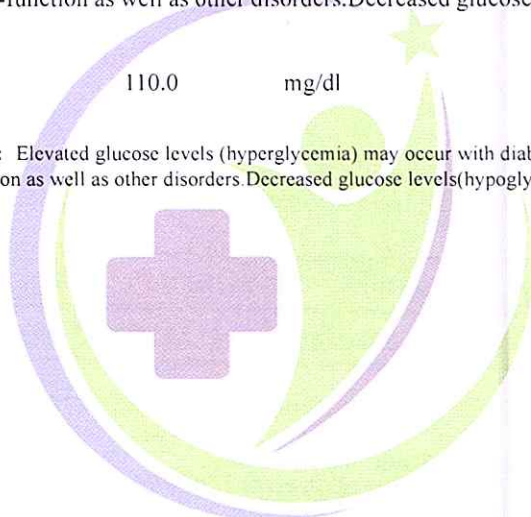 -function as well as other disorders.Decreased glucose
110.0 mg/dl
: Elevated glucose levels (hyperglycemia) may occur with diab
on as well as other disorders.Decreased glucose levels(hypogly